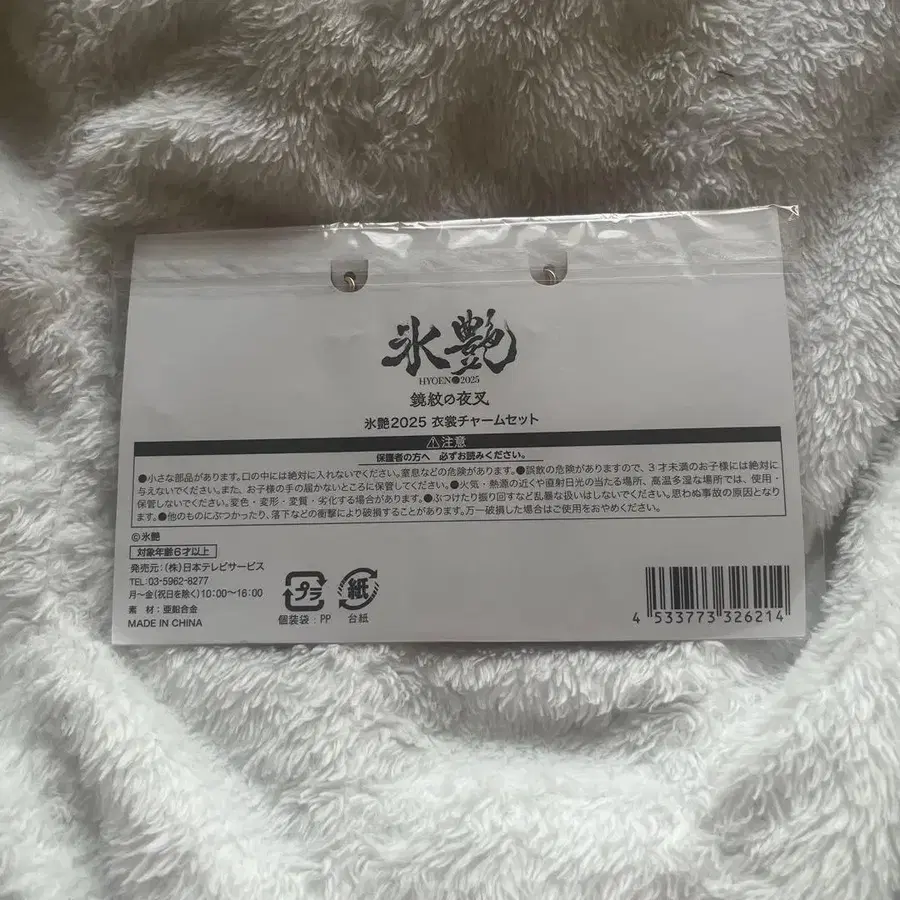 氷艶
HYOEN 2025
鏡紋の夜叉
氷艶2025 衣裳チャームセット
⚠注意
保護者の方へ 必ずお読みください。
●小さな部品があります。口の中には絶対に入れないでください。窒息などの危険があります。●誤飲の危険がありますので、3才未満のお子様には絶対に
与えないでください。また、お子様の手の届かないところに保管してください。●火気・熱源の近くや直射日光の当たる場所、高温多湿な場所では、使用・
保管しないでください。変色・変形・変質・劣化する場合があります。●ぶつけたり振り回すなど乱暴な扱いはしないでください。思わぬ事故の原因となり
ます。●他のものにぶつかったり、落下などの衝撃により破損することがあります。万一破損した場合はご使用をおやめください。
©氷艶
対象年齢6才以上
発売元:(株)日本テレビサービス
TEL:03-5962-8277
月〜金(祝日を除く)10:00〜16:00
素 材:亜鉛合金
MADE IN CHINA
プラ
個装袋:PP
紙
台紙
4 533773 326214